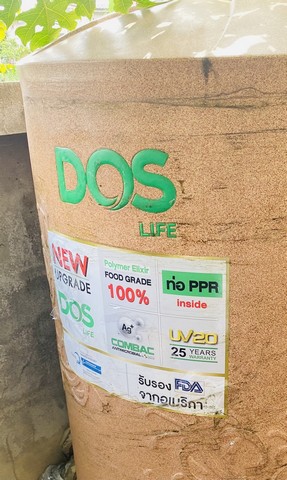 DOS
LIFE
NEW
UPGRADE
DOS
LIFE
Polymer Elixir
FOOD GRADE
100%
ท่อ PPR
inside
Ag+
COMBAC
UV20
25 YEARS
WARRANTY
รับรอง FDA
จากอเมริกา